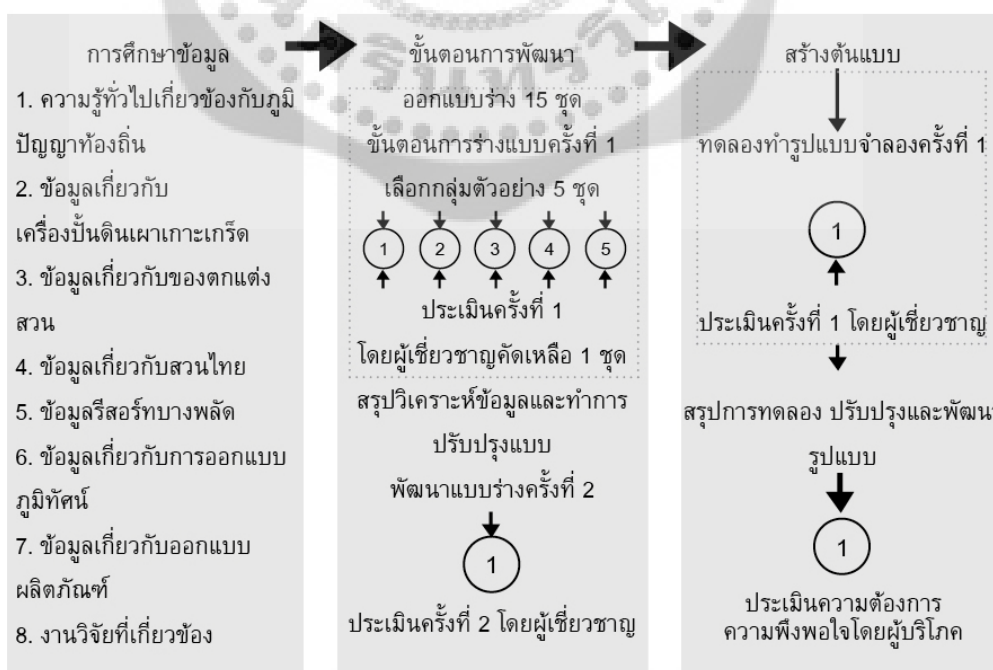 การศึกษาข้อมูล
1. ความรู้ทั่วไปเกี่ยวข้องกับภูมิ
ปัญญาท้องถิ่น
2. ข้อมูลเกี่ยวกับ
เครื่องปั้นดินเผาเกาะเกร็ด
3. ข้อมูลเกี่ยวกับของตกแต่ง
สวน
4. ข้อมูลเกี่ยวกับสวนไทย
5. ข้อมูลรีสอร์ทบางพลัด
6. ข้อมูลเกี่ยวกับการออกแบบ
ภูมิทัศน์
7. ข้อมูลเกี่ยวกับออกแบบ
ผลิตภัณฑ์
8. งานวิจัยที่เกี่ยวข้อง
ขั้นตอนการพัฒนา
ออกแบบร่าง 15 ชุด
ขั้นตอนการร่างแบบครั้งที่ 1
เลือกกลุ่มตัวอย่าง 5 ชุด
1 2 3 4 5
ประเมินครั้งที่ 1
โดยผู้เชี่ยวชาญคัดเหลือ 1 ชุด
สรุปวิเคราะห์ข้อมูลและทำการ
ปรับปรุงแบบ
พัฒนาแบบร่างครั้งที่ 2
1
ประเมินครั้งที่ 2 โดยผู้เชี่ยวชาญ
สร้างต้นแบบ
ทดลองทำรูปแบบจำลองครั้งที่ 1
1
ประเมินครั้งที่ 1 โดยผู้เชี่ยวชาญ
สรุปการทดลอง ปรับปรุงและพัฒนา
รูปแบบ
1
ประเมินความต้องการ
ความพึงพอใจโดยผู้บริโภค